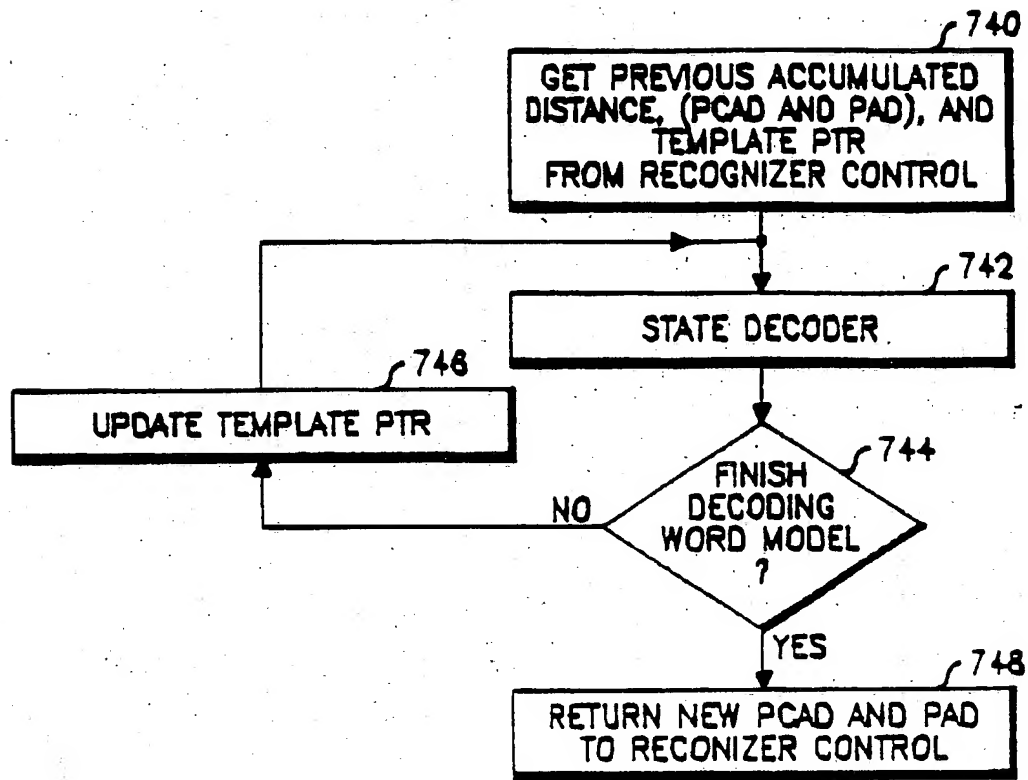 740
GET PREVIOUS ACCUMULATED
DISTANCE, (PCAD AND PAD), AND
TEMPLATE PTR
FROM RECOGNIZER CONTROL
742
STATE DECODER
746
UPDATE TEMPLATE PTR
744
FINISH
DECODING
WORD MODEL
?
NO
YES
748
RETURN NEW PCAD AND PAD
TO RECONIZER CONTROL